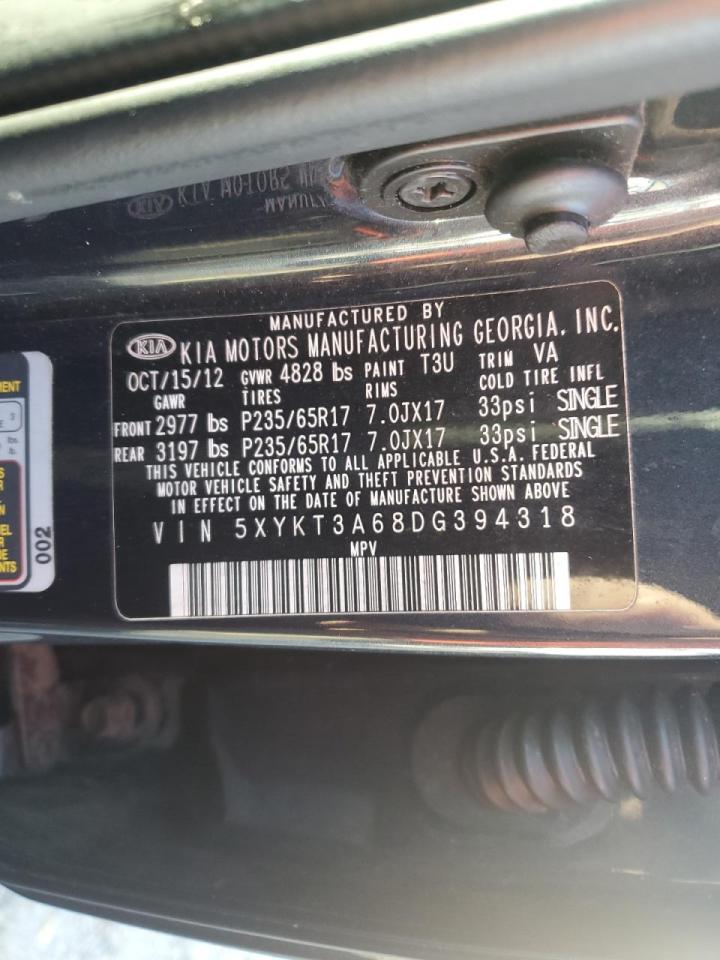 MANUFACTURED BY
KIA KIA MOTORS MANUFACTURING GEORGIA, INC.
OCT/15/12 GVWR 4828 lbs PAINT T3U TRIM VA
GAWR TIRES RIMS COLD TIRE INFL
FRONT 2977 lbs P235/65R17 7.0JX17 33psi SINGLE
REAR 3197 lbs P235/65R17 7.0JX17 33psi SINGLE
THIS VEHICLE CONFORMS TO ALL APPLICABLE U.S.A. FEDERAL
MOTOR VEHICLE SAFETY AND THEFT PREVENTION STANDARDS
IN EFFECT ON THE DATE OF MANUFACTURE SHOWN ABOVE
VIN 5XYKT3A68DG394318
MPV
002